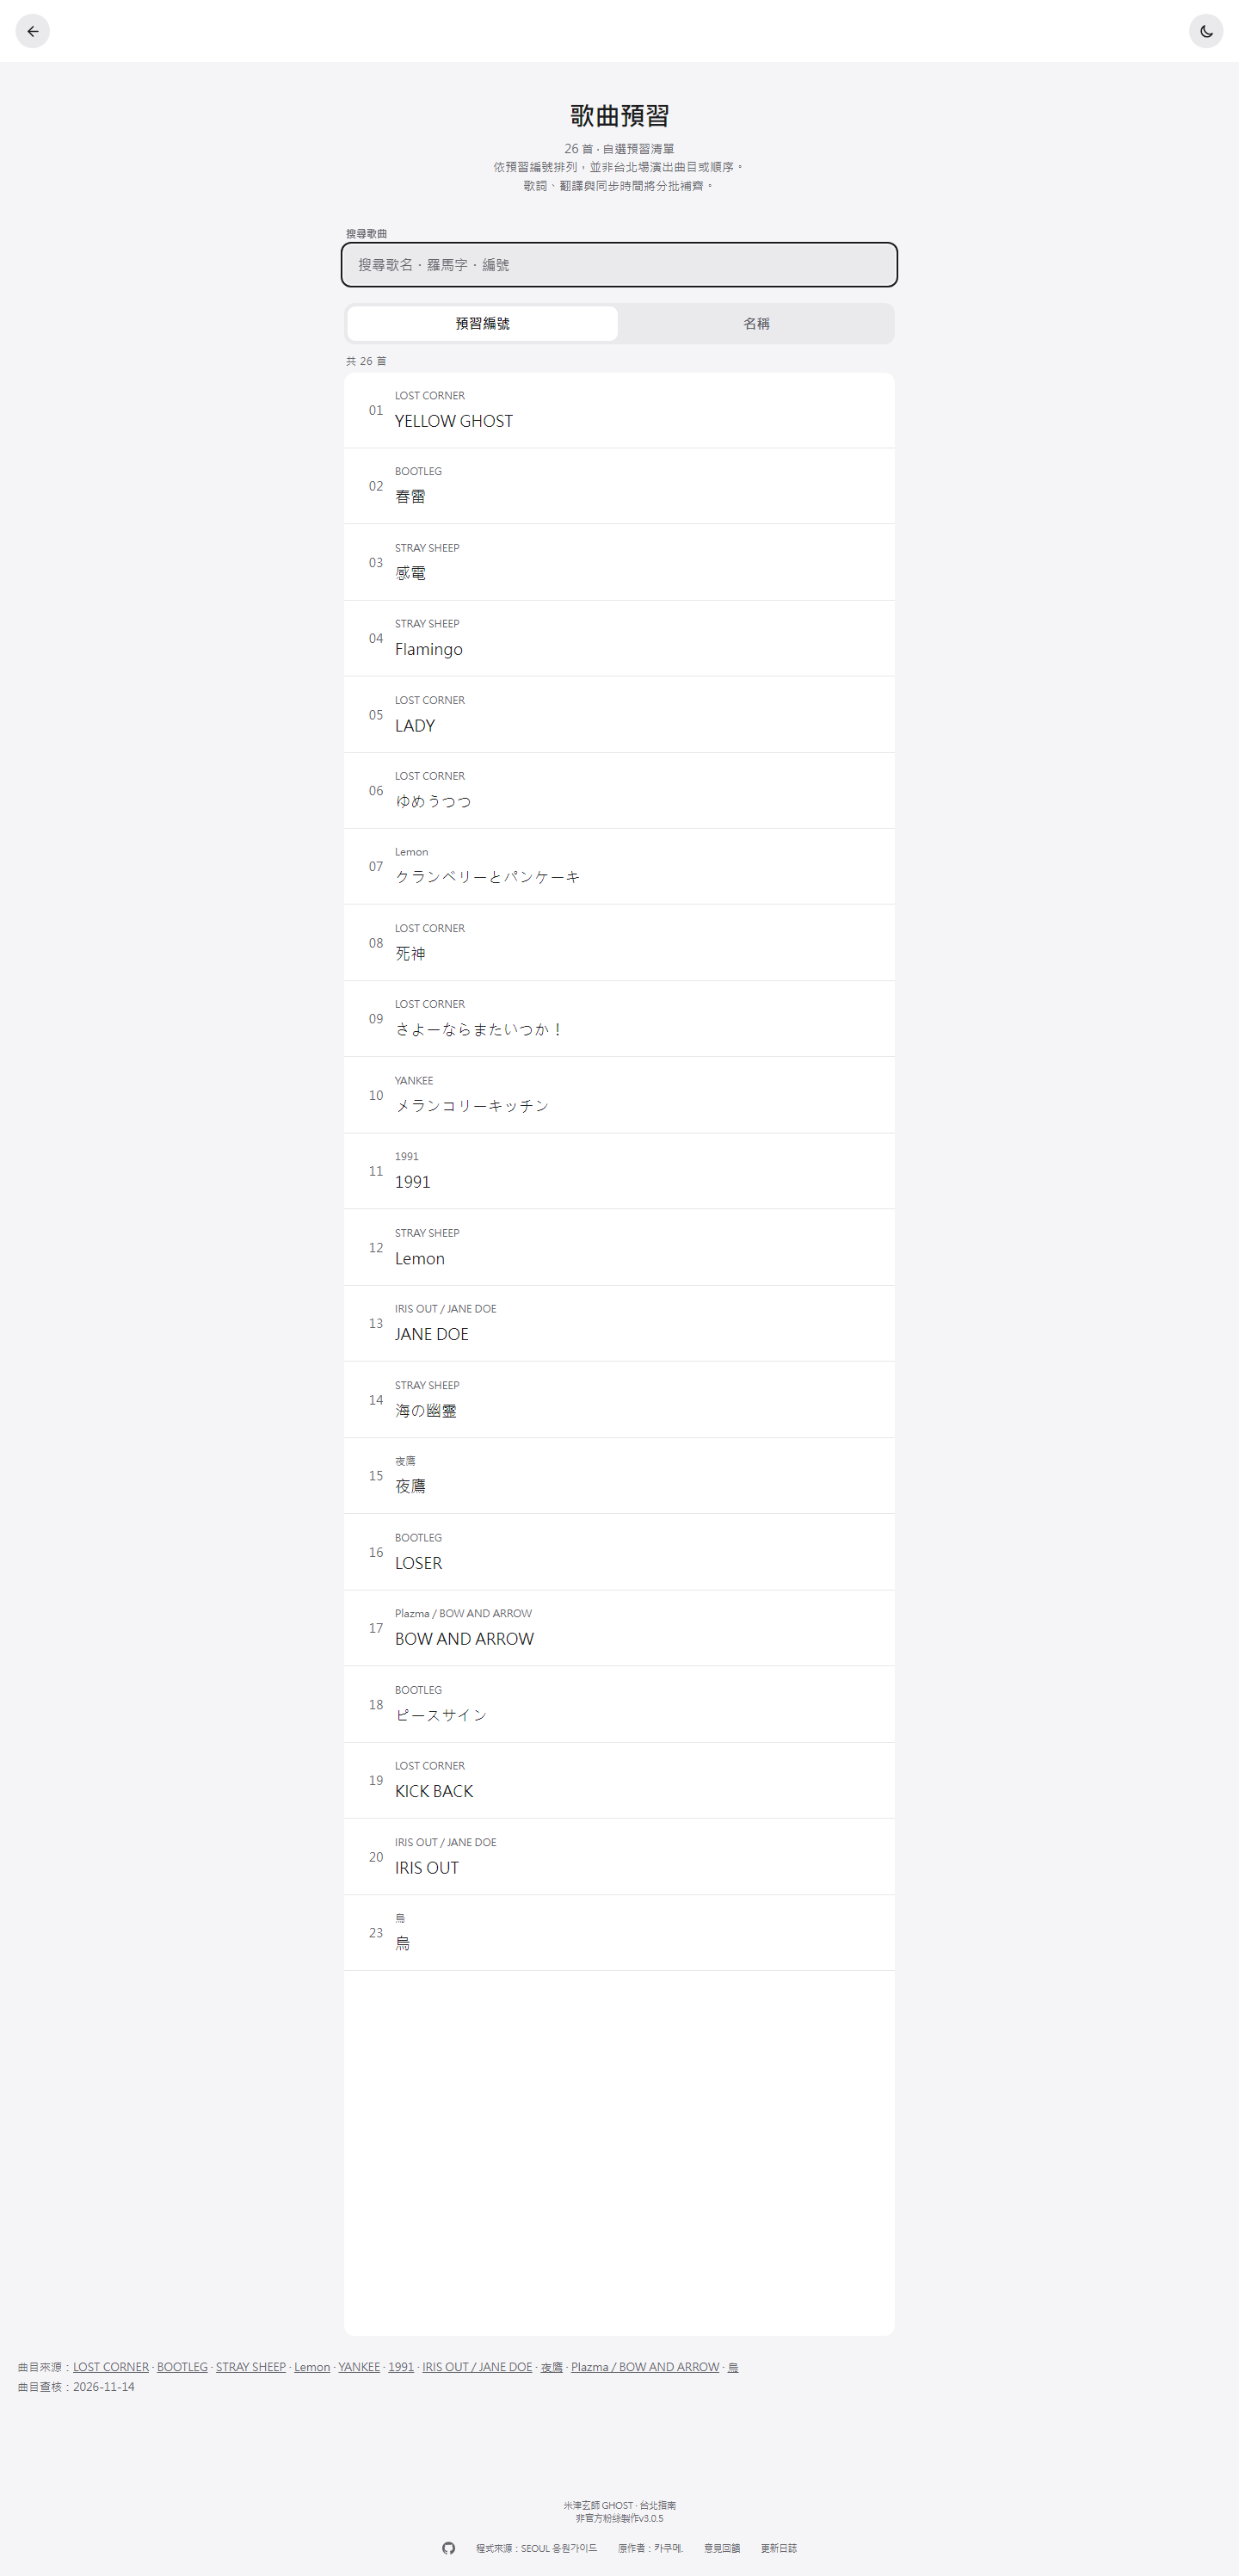 歌曲預習
26 首 · 自選預習清單
依預習編號排列，並非台北場演出曲目或順序。
歌詞、翻譯與同步時間將分批補齊。
搜尋歌曲
搜尋歌名・羅馬字・編號
預習編號
名稱
共 26 首
LOST CORNER
01
YELLOW GHOST
BOOTLEG
02
春雷
STRAY SHEEP
03
感電
STRAY SHEEP
04
Flamingo
LOST CORNER
05
LADY
LOST CORNER
06
ゆめうつつ
Lemon
07
クランベリーとパンケーキ
LOST CORNER
08
死神
LOST CORNER
09
さよーならまたいつか！
YANKEE
10
メランコリーキッチン
1991
11
1991
STRAY SHEEP
12
Lemon
IRIS OUT / JANE DOE
13
JANE DOE
STRAY SHEEP
14
海の幽霊
夜鷹
15
夜鷹
BOOTLEG
16
LOSER
Plazma / BOW AND ARROW
17
BOW AND ARROW
BOOTLEG
18
ピースサイン
LOST CORNER
19
KICK BACK
IRIS OUT / JANE DOE
20
IRIS OUT
烏
23
烏
曲目來源：LOST CORNER · BOOTLEG · STRAY SHEEP · Lemon · YANKEE · 1991 · IRIS OUT / JANE DOE · 夜鷹 · Plazma / BOW AND ARROW · 烏
曲目查核：2026-11-14
米津玄師 GHOST · 台北指南
非官方粉絲製作v3.0.5
程式來源：SEOUL 응원가이드
原作者：카쿠메.
意見回饋
更新日誌